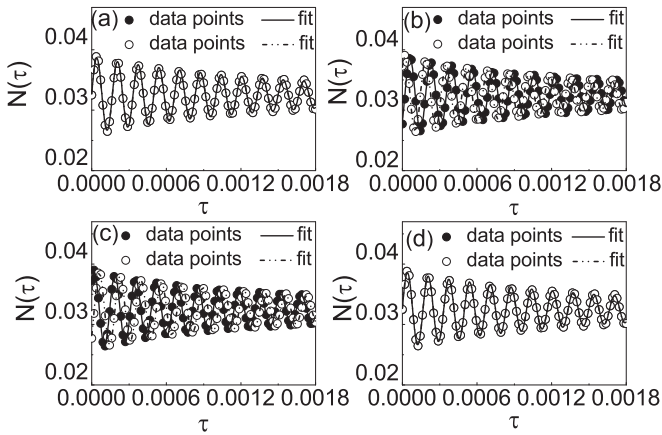 (a) data points fit
data points fit
0.04
0.03
0.02
N(τ)
0.0000 0.0006 0.0012 0.0018
τ
(b) data points fit
data points fit
0.04
0.03
0.02
N(τ)
0.0000 0.0006 0.0012 0.0018
τ
(c) data points fit
data points fit
0.04
0.03
0.02
N(τ)
0.0000 0.0006 0.0012 0.0018
τ
(d) data points fit
data points fit
0.04
0.03
0.02
N(τ)
0.0000 0.0006 0.0012 0.0018
τ